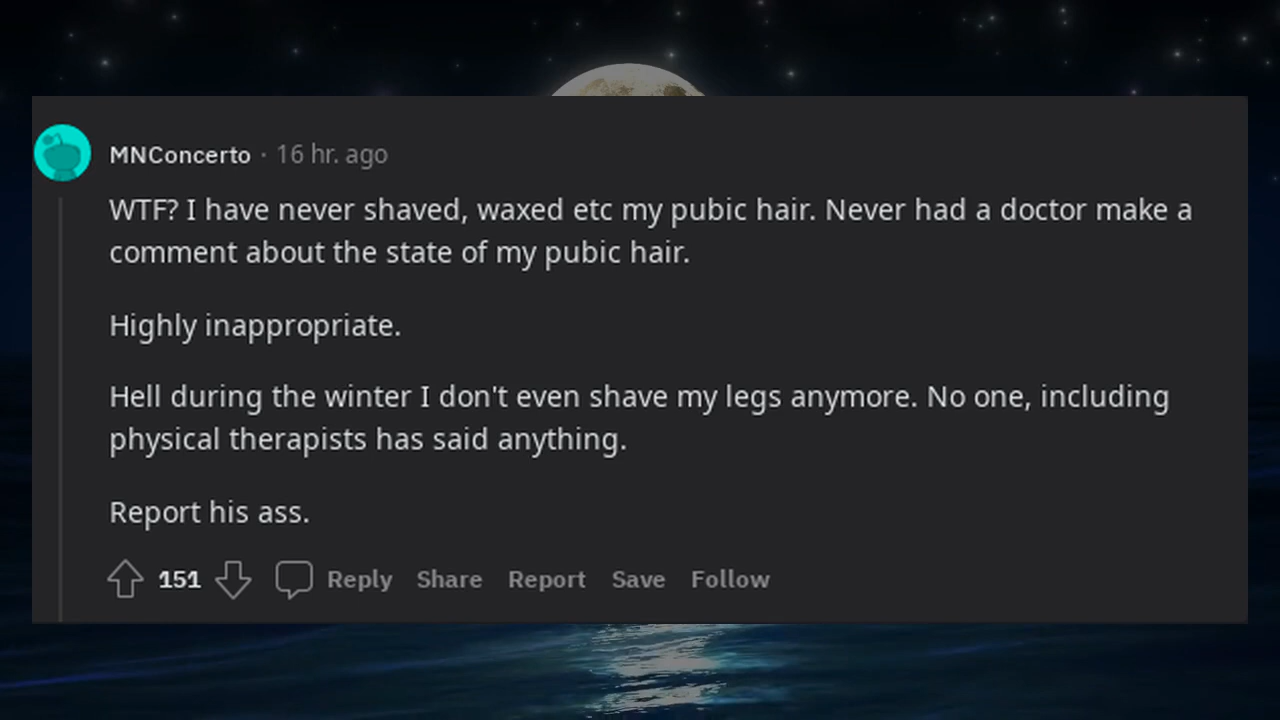 MNConcerto · 16 hr. ago
WTF? I have never shaved, waxed etc my pubic hair. Never had a doctor make a
comment about the state of my pubic hair.
Highly inappropriate.
Hell during the winter I don't even shave my legs anymore. No one, including
physical therapists has said anything.
Report his ass.
151 Reply Share Report Save Follow